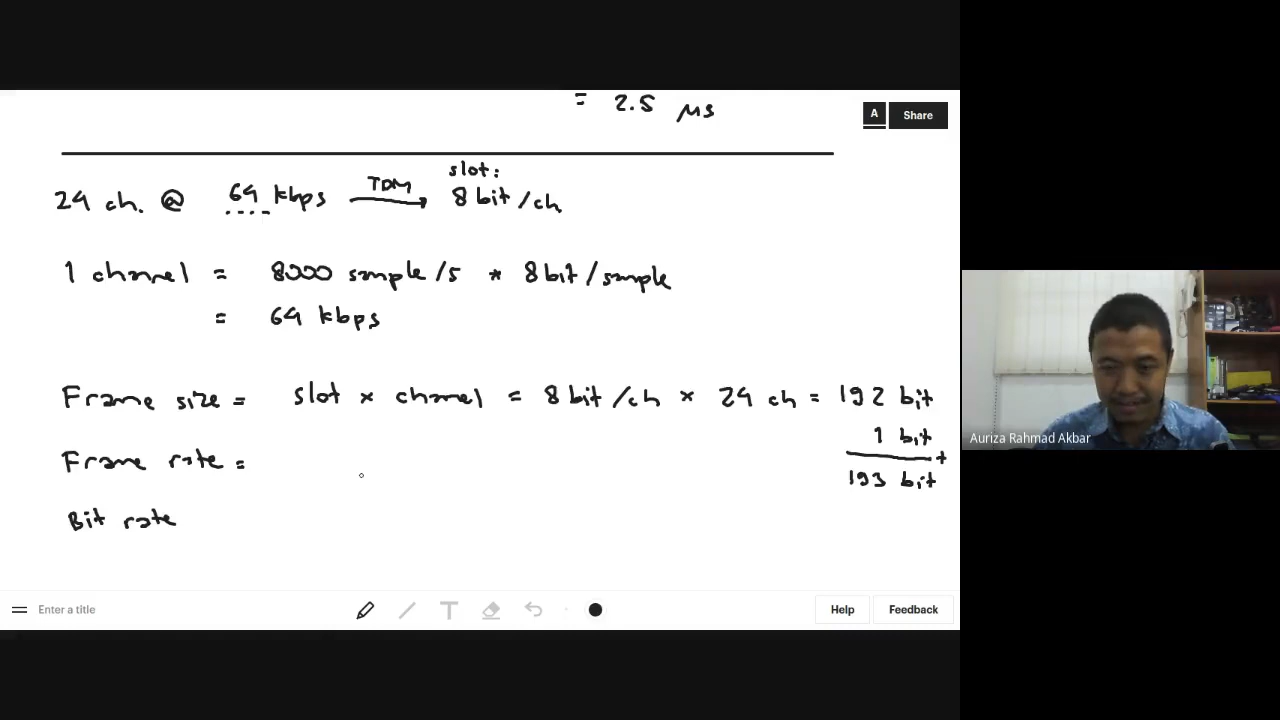 = 2.5 μs
A Share
24 ch. @ 64 kbps TDM slot: 8 bit/ch
1 channel = 8000 sample/s * 8 bit/sample
= 64 kbps
Frame size = slot × channel = 8 bit/ch × 24 ch = 192 bit
1 bit +
Auriza Rahmad Akbar
Frame rate =
193 bit
Bit rate
Enter a title T Help Feedback